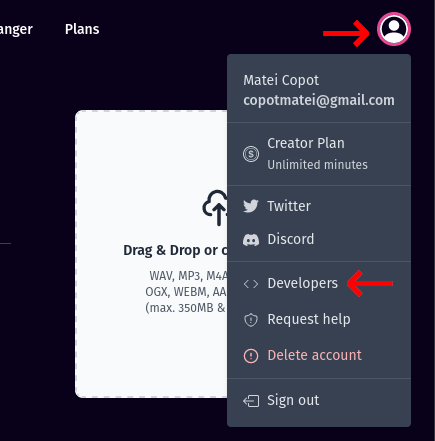 anger
Plans
Matei Copot
copotmatei@gmail.com
Creator Plan
Unlimited minutes
Twitter
Discord
Drag & Drop or c
WAV, MP3, M4A
OGX, WEBM, AA
(max. 350MB &
Developers
Request help
Delete account
Sign out